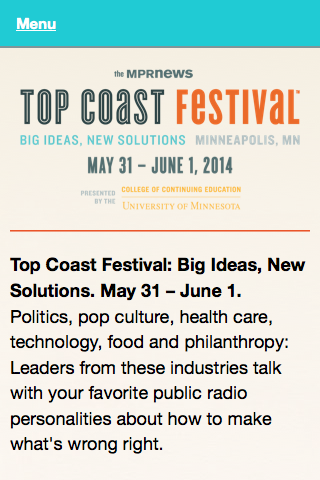 Menu
the MPRNEWS
TOP COAST FESTIVAL™
BIG IDEAS, NEW SOLUTIONS MINNEAPOLIS, MN
MAY 31 – JUNE 1, 2014
PRESENTED BY THE COLLEGE OF CONTINUING EDUCATION
UNIVERSITY OF MINNESOTA
Top Coast Festival: Big Ideas, New
Solutions. May 31 – June 1.
Politics, pop culture, health care,
technology, food and philanthropy:
Leaders from these industries talk
with your favorite public radio
personalities about how to make
what's wrong right.